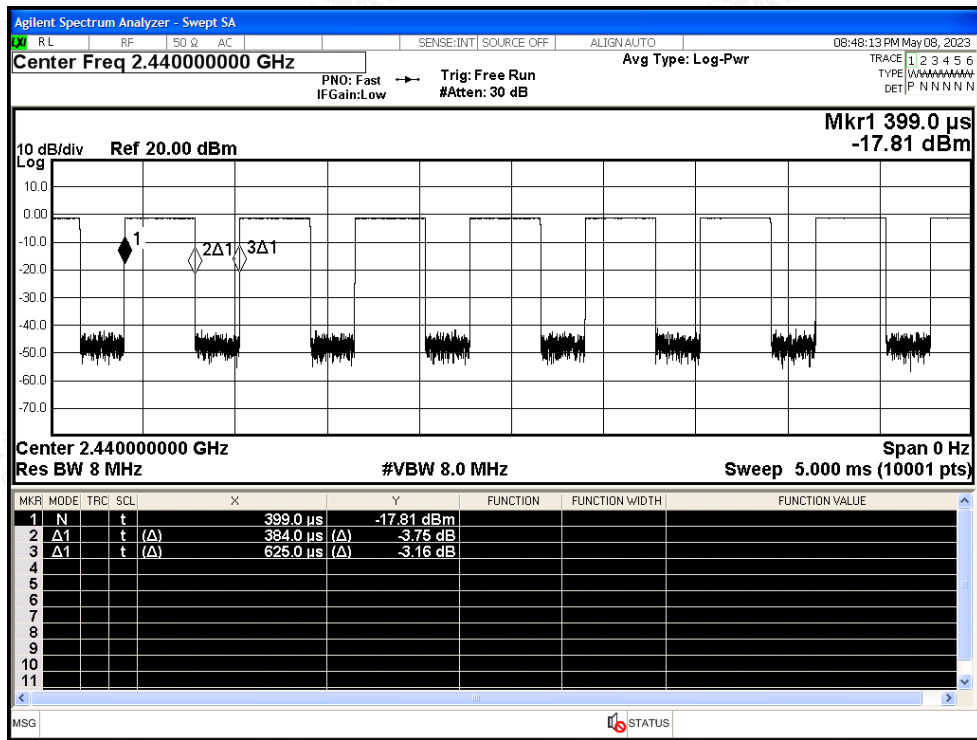 Agilent Spectrum Analyzer - Swept SA
LXI RL RF 50 Ω AC SENSE:INT SOURCE OFF ALIGN AUTO 08:48:13 PM May 08, 2023
Center Freq 2.440000000 GHz Avg Type: Log-Pwr TRACE 1 2 3 4 5 6
PNO: Fast Trig: Free Run TYPE WWWWWW
IFGain:Low #Atten: 30 dB DET P N N N N N
Mkr1 399.0 µs
10 dB/div Ref 20.00 dBm -17.81 dBm
Log
10.0
0.00
-10.0 1 2Δ1 3Δ1
-20.0
-30.0
-40.0
-50.0
-60.0
-70.0
Center 2.440000000 GHz Span 0 Hz
Res BW 8 MHz #VBW 8.0 MHz Sweep 5.000 ms (10001 pts)
MKR MODE TRC SCL X Y FUNCTION FUNCTION WIDTH FUNCTION VALUE
1 N t 399.0 µs -17.81 dBm
2 Δ1 t (Δ) 384.0 µs (Δ) -3.75 dB
3 Δ1 t (Δ) 625.0 µs (Δ) -3.16 dB
4
5
6
7
8
9
10
11
MSG STATUS